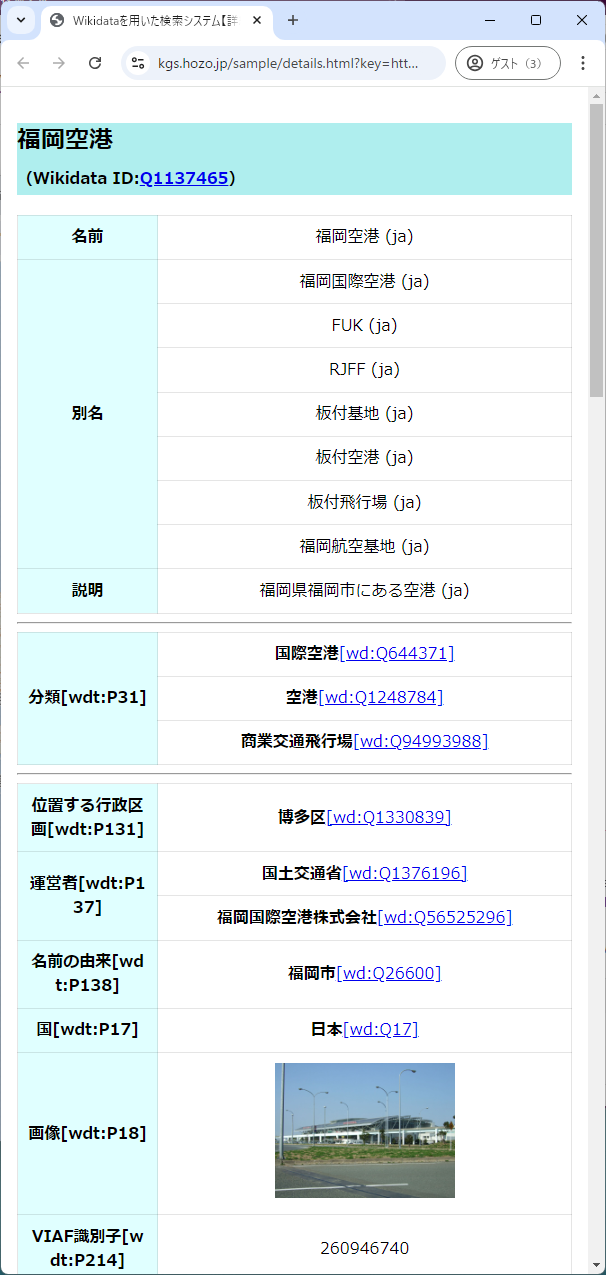 Wikidataを用いた検索システム【詳
kgs.hozo.jp/sample/details.html?key=htt...
ゲスト (3)
福岡空港
(Wikidata ID:Q1137465)
名前
福岡空港 (ja)
別名
福岡国際空港 (ja)
FUK (ja)
RJFF (ja)
板付基地 (ja)
板付空港 (ja)
板付飛行場 (ja)
福岡航空基地 (ja)
説明
福岡県福岡市にある空港 (ja)
分類[wdt:P31]
国際空港[wd:Q644371]
空港[wd:Q1248784]
商業交通飛行場[wd:Q94993988]
位置する行政区
画[wdt:P131]
博多区[wd:Q1330839]
運営者[wdt:P1
37]
国土交通省[wd:Q1376196]
福岡国際空港株式会社[wd:Q56525296]
名前の由来[wd
t:P138]
福岡市[wd:Q26600]
国[wdt:P17]
日本[wd:Q17]
画像[wdt:P18]
VIAF識別子[w
dt:P214]
260946740